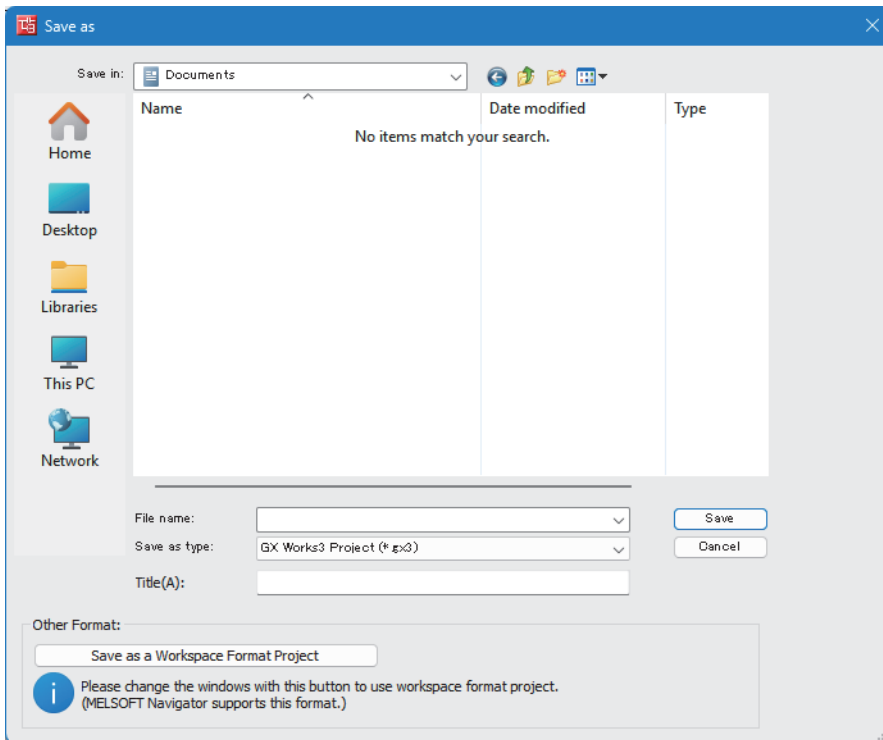 Save as
Save in:
Documents
Name
Date modified
Type
No items match your search.
Home
Desktop
Libraries
This PC
Network
File name:
Save
Save as type:
GX Works3 Project (*.gx3)
Cancel
Title(A):
Other Format:
Save as a Workspace Format Project
Please change the windows with this button to use workspace format project.
(MELSOFT Navigator supports this format.)